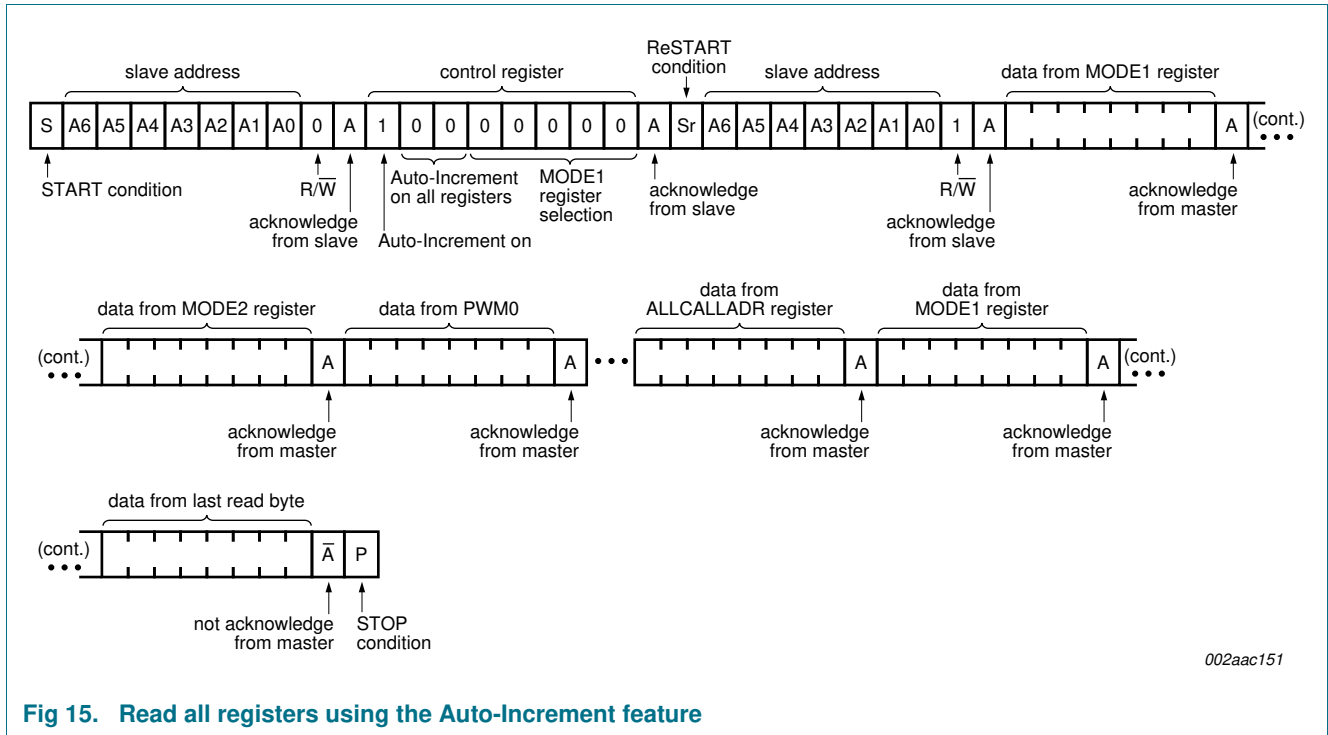 ReSTART
condition
slave address
control register
slave address
data from MODE1 register
S A6 A5 A4 A3 A2 A1 A0 0 A 1 0 0 0 0 0 0 0 A Sr A6 A5 A4 A3 A2 A1 A0 1 A A (cont.)
START condition
R/W̅
acknowledge
from slave
Auto-Increment
on all registers
Auto-Increment on
MODE1
register
selection
acknowledge
from slave
R/W̅
acknowledge
from slave
acknowledge
from master
data from MODE2 register
data from PWM0
data from
ALLCALLADR register
data from
MODE1 register
(cont.) A A A A (cont.)
acknowledge
from master
acknowledge
from master
acknowledge
from master
acknowledge
from master
data from last read byte
(cont.) A̅ P
not acknowledge
from master
STOP
condition
002aac151
Fig 15. Read all registers using the Auto-Increment feature